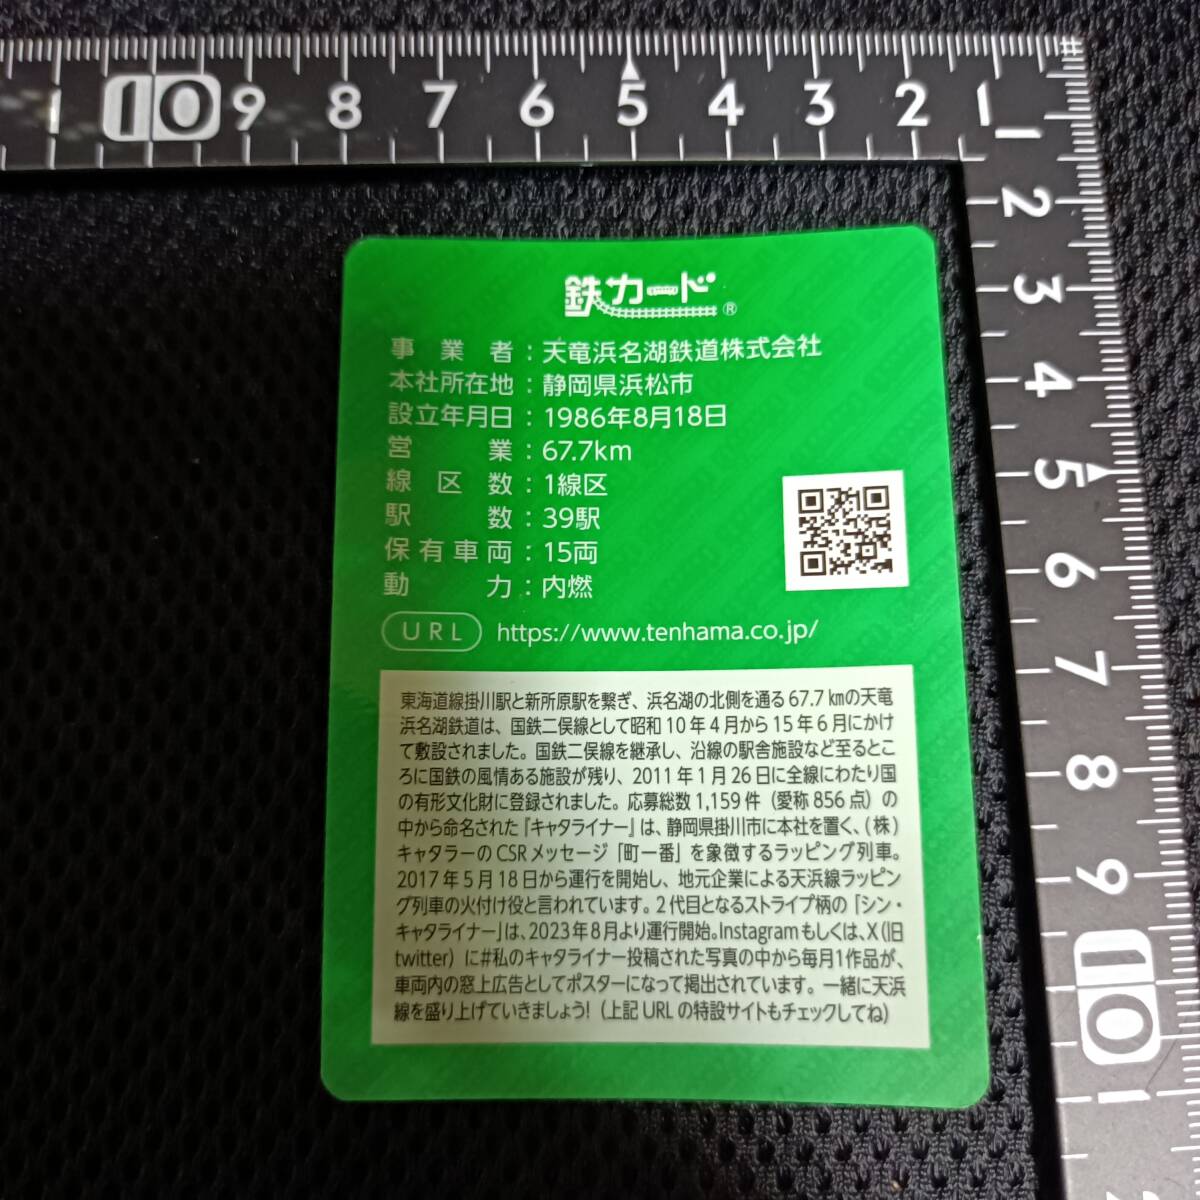 10 9 8 7 6 5 4 3 2 1
1
2
3
4
5
6
7
8
9
10
鉄カード®
事業者：天竜浜名湖鉄道株式会社
本社所在地：静岡県浜松市
設立年月日：1986年8月18日
営業：67.7km
線区数：1線区
駅数：39駅
保有車両：15両
動力：内燃
URL https://www.tenhama.co.jp/
東海道線掛川駅と新所原駅を繋ぎ、浜名湖の北側を通る67.7㎞の天竜
浜名湖鉄道は、国鉄二俣線として昭和10年4月から15年6月にかけ
て敷設されました。国鉄二俣線を継承し、沿線の駅舎施設など至るとこ
ろに国鉄の風情ある施設が残り、2011年1月26日に全線にわたり国
の有形文化財に登録されました。応募総数1,159件（愛称856点）の
中から命名された『キャタライナー』は、静岡県掛川市に本社を置く、（株）
キャタラーのCSRメッセージ「町一番」を象徴するラッピング列車。
2017年5月18日から運行を開始し、地元企業による天浜線ラッピン
グ列車の火付け役と言われています。2代目となるストライプ柄の「シン・
キャタライナー」は、2023年8月より運行開始。Instagramもしくは、X（旧
twitter）に#私のキャタライナー投稿された写真の中から毎月1作品が、
車両内の窓上広告としてポスターになって掲出されています。一緒に天浜
線を盛り上げていきましょう！（上記URLの特設サイトもチェックしてね）